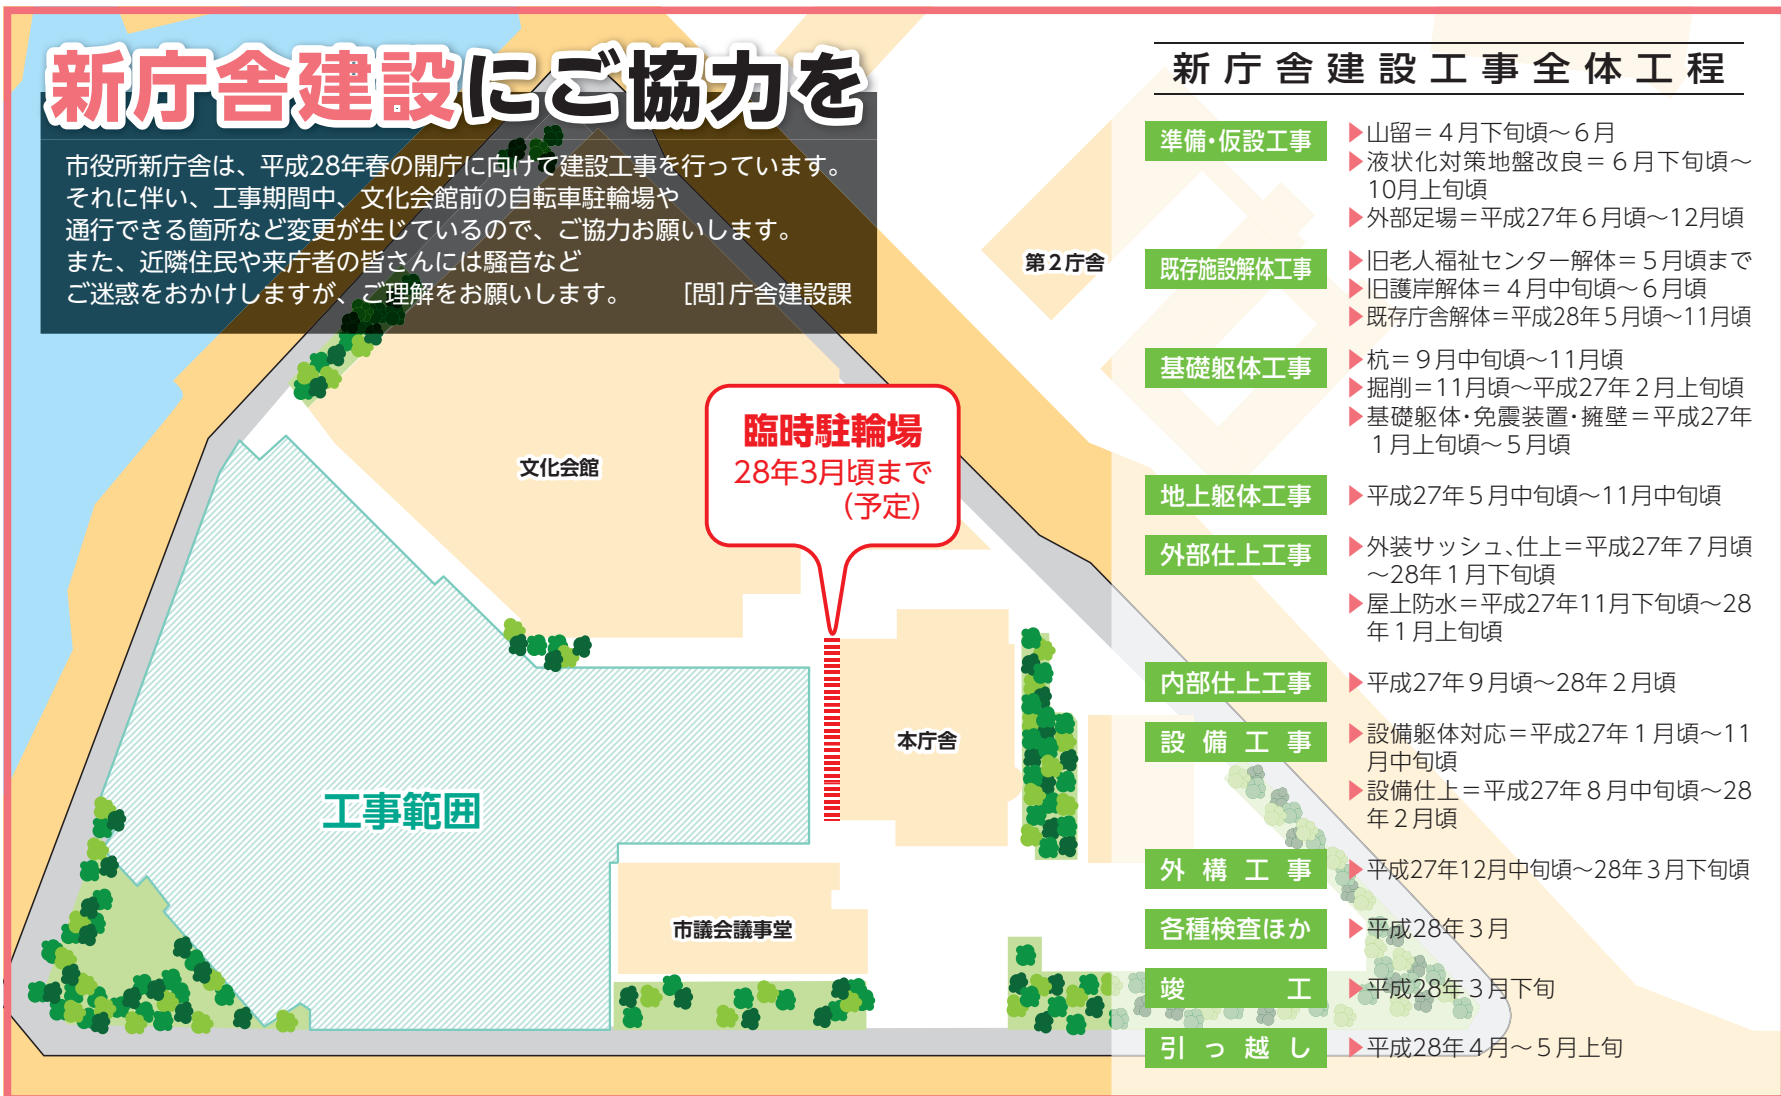 新庁舎建設にご協力を
市役所新庁舎は、平成28年春の開庁に向けて建設工事を行っています。
それに伴い、工事期間中、文化会館前の自転車駐輪場や
通行できる箇所など変更が生じているので、ご協力お願いします。
また、近隣住民や来庁者の皆さんには騒音など
ご迷惑をおかけしますが、ご理解をお願いします。　　[問]庁舎建設課
第2庁舎
文化会館
臨時駐輪場
28年3月頃まで
(予定)
本庁舎
工事範囲
市議会議事堂
新庁舎建設工事全体工程
準備・仮設工事
▶山留＝4月下旬頃～6月
▶液状化対策地盤改良＝6月下旬頃～
10月上旬頃
▶外部足場＝平成27年6月頃～12月頃
既存施設解体工事
▶旧老人福祉センター解体＝5月頃まで
▶旧護岸解体＝4月中旬頃～6月頃
▶既存庁舎解体＝平成28年5月頃～11月頃
基礎躯体工事
▶杭＝9月中旬頃～11月頃
▶掘削＝11月頃～平成27年2月上旬頃
▶基礎躯体・免震装置・擁壁＝平成27年
1月上旬頃～5月頃
地上躯体工事
▶平成27年5月中旬頃～11月中旬頃
外部仕上工事
▶外装サッシュ、仕上＝平成27年7月頃
～28年1月下旬頃
▶屋上防水＝平成27年11月下旬頃～28
年1月上旬頃
内部仕上工事
▶平成27年9月頃～28年2月頃
設備工事
▶設備躯体対応＝平成27年1月頃～11
月中旬頃
▶設備仕上＝平成27年8月中旬頃～28
年2月頃
外構工事
▶平成27年12月中旬頃～28年3月下旬頃
各種検査ほか
▶平成28年3月
竣工
▶平成28年3月下旬
引っ越し
▶平成28年4月～5月上旬